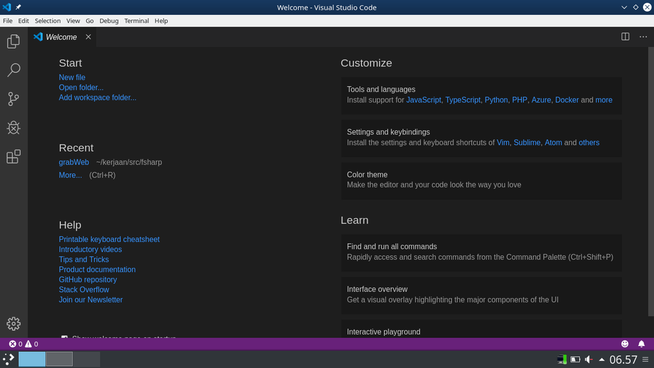 Welcome - Visual Studio Code
File Edit Selection View Go Debug Terminal Help
Welcome
Start
New file
Open folder...
Add workspace folder...
Recent
grabWeb ~/kerjaan/src/fsharp
More... (Ctrl+R)
Help
Printable keyboard cheatsheet
Introductory videos
Tips and Tricks
Product documentation
GitHub repository
Stack Overflow
Join our Newsletter
Show welcome page on startup
Customize
Tools and languages
Install support for JavaScript, TypeScript, Python, PHP, Azure, Docker and more
Settings and keybindings
Install the settings and keyboard shortcuts of Vim, Sublime, Atom and others
Color theme
Make the editor and your code look the way you love
Learn
Find and run all commands
Rapidly access and search commands from the Command Palette (Ctrl+Shift+P)
Interface overview
Get a visual overlay highlighting the major components of the UI
Interactive playground
0 0
06.57